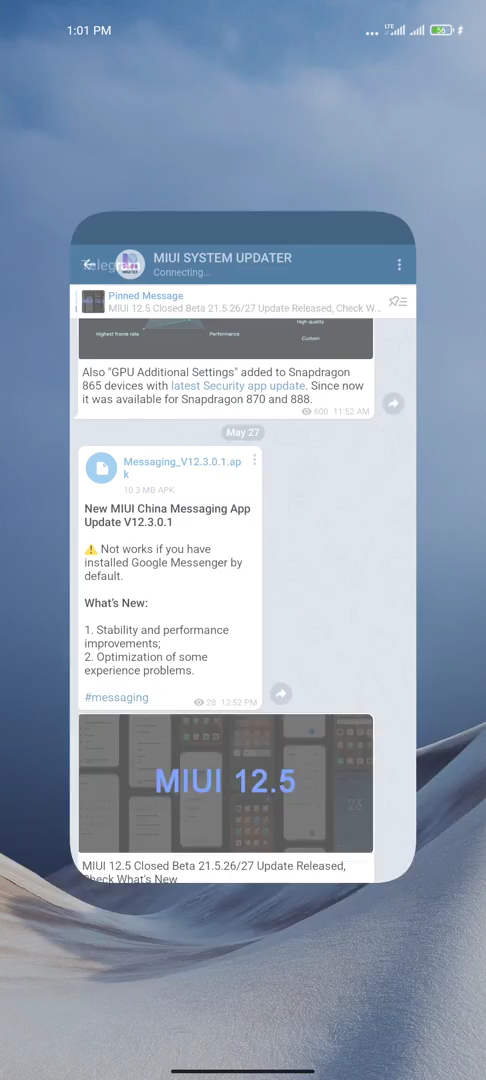 1:01 PM
LTE
56
Telegram
MIUI SYSTEM UPDATER
Connecting...
Pinned Message
MIUI 12.5 Closed Beta 21.5.26/27 Update Released, Check W...
High quality
Highest frame rate
Performance
Custom
Also "GPU Additional Settings" added to Snapdragon
865 devices with latest Security app update. Since now
it was available for Snapdragon 870 and 888.
600 11:52 AM
May 27
Messaging_V12.3.0.1.ap
k
10.3 MB APK
New MIUI China Messaging App
Update V12.3.0.1
⚠️ Not works if you have
installed Google Messenger by
default.
What's New:
1. Stability and performance
improvements;
2. Optimization of some
experience problems.
#messaging
28 12:52 PM
MIUI 12.5
23
MIUI 12.5 Closed Beta 21.5.26/27 Update Released,
Check What's New